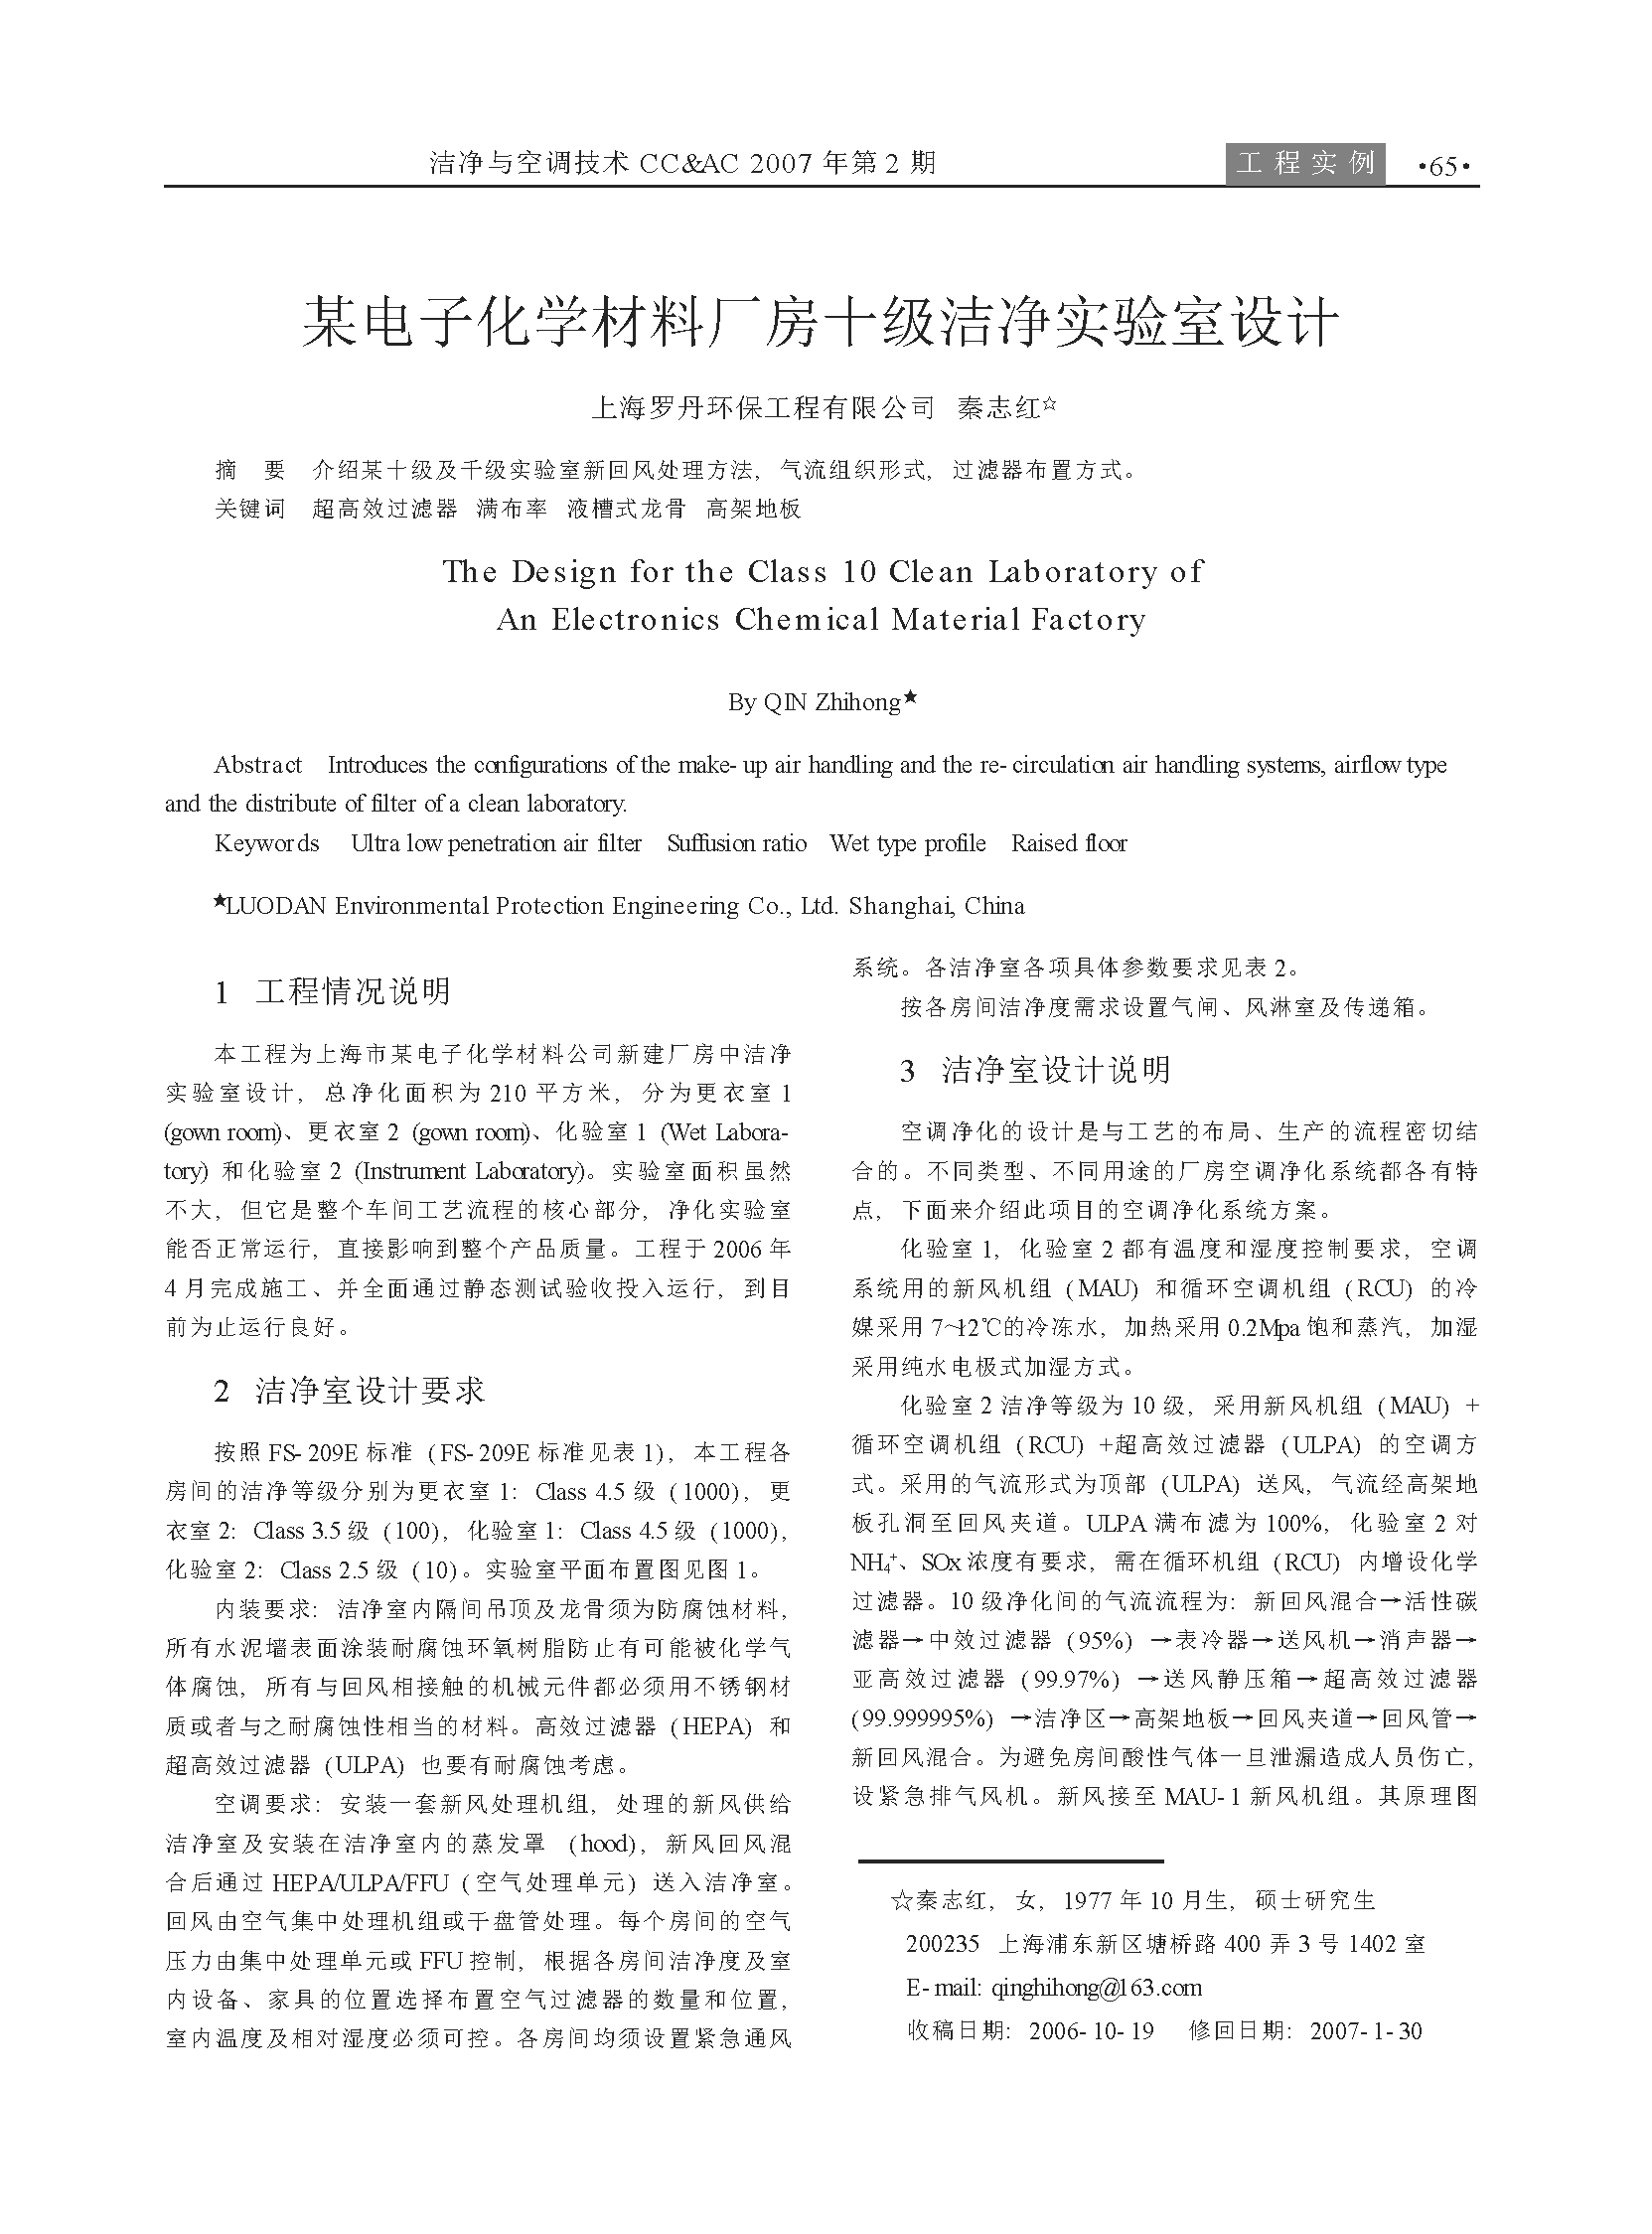 洁净与空调技术 CC&AC 2007 年第 2 期
工程实例
·65·
某电子化学材料厂房十级洁净实验室设计
上海罗丹环保工程有限公司 秦志红☆
摘 要 介绍某十级及千级实验室新回风处理方法，气流组织形式，过滤器布置方式。
关键词 超高效过滤器 满布率 液槽式龙骨 高架地板
The Design for the Class 10 Clean Laboratory of
An Electronics Chemical Material Factory
By QIN Zhihong★
Abstract Introduces the configurations of the make-up air handling and the re-circulation air handling systems, airflow type
and the distribute of filter of a clean laboratory.
Keywords Ultra low penetration air filter Suffusion ratio Wet type profile Raised floor
★LUODAN Environmental Protection Engineering Co., Ltd. Shanghai, China
1 工程情况说明
本工程为上海市某电子化学材料公司新建厂房中洁净
实验室设计，总净化面积为 210 平方米，分为更衣室 1
(gown room)、更衣室 2 (gown room)、化验室 1 (Wet Labora-
tory) 和化验室 2 (Instrument Laboratory)。实验室面积虽然
不大，但它是整个车间工艺流程的核心部分，净化实验室
能否正常运行，直接影响到整个产品质量。工程于 2006 年
4 月完成施工、并全面通过静态测试验收投入运行，到目
前为止运行良好。
2 洁净室设计要求
按照 FS-209E 标准 (FS-209E 标准见表 1)，本工程各
房间的洁净等级分别为更衣室 1：Class 4.5 级 (1000)，更
衣室 2：Class 3.5 级 (100)，化验室 1：Class 4.5 级 (1000)，
化验室 2：Class 2.5 级 (10)。实验室平面布置图见图 1。
内装要求：洁净室内隔间吊顶及龙骨须为防腐蚀材料，
所有水泥墙表面涂装耐腐蚀环氧树脂防止有可能被化学气
体腐蚀，所有与回风相接触的机械元件都必须用不锈钢材
质或者与之耐腐蚀性相当的材料。高效过滤器 (HEPA) 和
超高效过滤器 (ULPA) 也要有耐腐蚀考虑。
空调要求：安装一套新风处理机组，处理的新风供给
洁净室及安装在洁净室内的蒸发罩 (hood)，新风回风混
合后通过 HEPA/ULPA/FFU (空气处理单元) 送入洁净室。
回风由空气集中处理机组或干盘管处理。每个房间的空气
压力由集中处理单元或 FFU 控制，根据各房间洁净度及室
内设备、家具的位置选择布置空气过滤器的数量和位置，
室内温度及相对湿度必须可控。各房间均须设置紧急通风
系统。各洁净室各项具体参数要求见表 2。
按各房间洁净度需求设置气闸、风淋室及传递箱。
3 洁净室设计说明
空调净化的设计是与工艺的布局、生产的流程密切结
合的。不同类型、不同用途的厂房空调净化系统都各有特
点，下面来介绍此项目的空调净化系统方案。
化验室 1，化验室 2 都有温度和湿度控制要求，空调
系统用的新风机组 (MAU) 和循环空调机组 (RCU) 的冷
媒采用 7~12℃的冷冻水，加热采用 0.2Mpa 饱和蒸汽，加湿
采用纯水电极式加湿方式。
化验室 2 洁净等级为 10 级，采用新风机组 (MAU) +
循环空调机组 (RCU) +超高效过滤器 (ULPA) 的空调方
式。采用的气流形式为顶部 (ULPA) 送风，气流经高架地
板孔洞至回风夹道。ULPA 满布滤为 100%，化验室 2 对
NH₄⁺、SOx 浓度有要求，需在循环机组 (RCU) 内增设化学
过滤器。10 级净化间的气流流程为：新回风混合→活性碳
滤器→中效过滤器 (95%) →表冷器→送风机→消声器→
亚高效过滤器 (99.97%) →送风静压箱→超高效过滤器
(99.999995%) →洁净区→高架地板→回风夹道→回风管→
新回风混合。为避免房间酸性气体一旦泄漏造成人员伤亡，
设紧急排气风机。新风接至 MAU-1 新风机组。其原理图
☆秦志红，女，1977 年 10 月生，硕士研究生
200235 上海浦东新区塘桥路 400 弄 3 号 1402 室
E-mail: qinghihong@163.com
收稿日期：2006-10-19 修回日期：2007-1-30